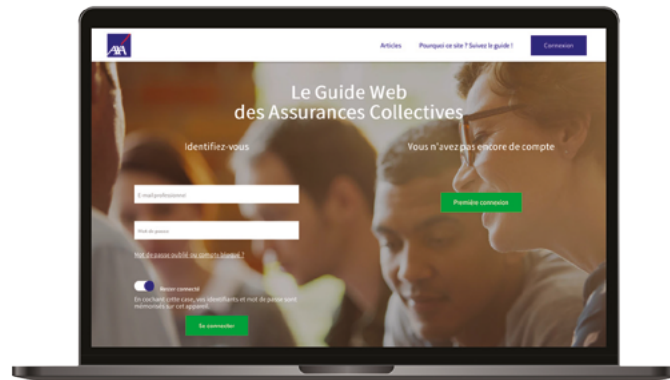 AXA
Articles
Pourquoi ce site ? Suivez le guide !
Connexion
Le Guide Web
des Assurances Collectives
Identifiez-vous
Vous n'avez pas encore de compte
E-mail professionnel
Mot de passe
Première connexion
Mot de passe oublié ou compte bloqué ?
Rester connecté
En cochant cette case, vos identifiants et mot de passe sont
mémorisés sur cet appareil.
Se connecter